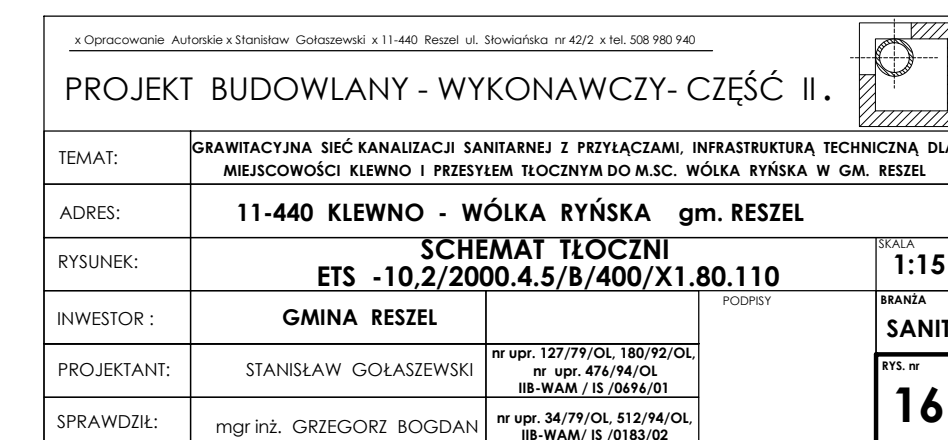 x Opracowanie Autorskie x Stanisław Gołaszewski x 11-440 Reszel ul. Słowiańska nr 42/2 x tel. 508 980 940
PROJEKT BUDOWLANY - WYKONAWCZY- CZĘŚĆ II.
TEMAT:
GRAWITACYJNA SIEĆ KANALIZACJI SANITARNEJ Z PRZYŁĄCZAMI, INFRASTRUKTURĄ TECHNICZNĄ DLA
MIEJSCOWOŚCI KLEWNO I PRZESYŁEM TŁOCZNYM DO M.SC. WÓLKA RYŃSKA W GM. RESZEL
ADRES:
11-440 KLEWNO - WÓLKA RYŃSKA gm. RESZEL
RYSUNEK:
SCHEMAT TŁOCZNI
ETS -10,2/2000.4.5/B/400/X1.80.110
SKALA
1:15
INWESTOR :
GMINA RESZEL
PODPISY
BRANŻA
SANIT
PROJEKTANT:
STANISŁAW GOŁASZEWSKI
nr upr. 127/79/OL, 180/92/OL,
nr upr. 476/94/OL
IIB-WAM / IS /0696/01
RYS. nr
16
SPRAWDZIŁ:
mgr inż. GRZEGORZ BOGDAN
nr upr. 34/79/OL, 512/94/OL,
IIB-WAM/ IS /0183/02